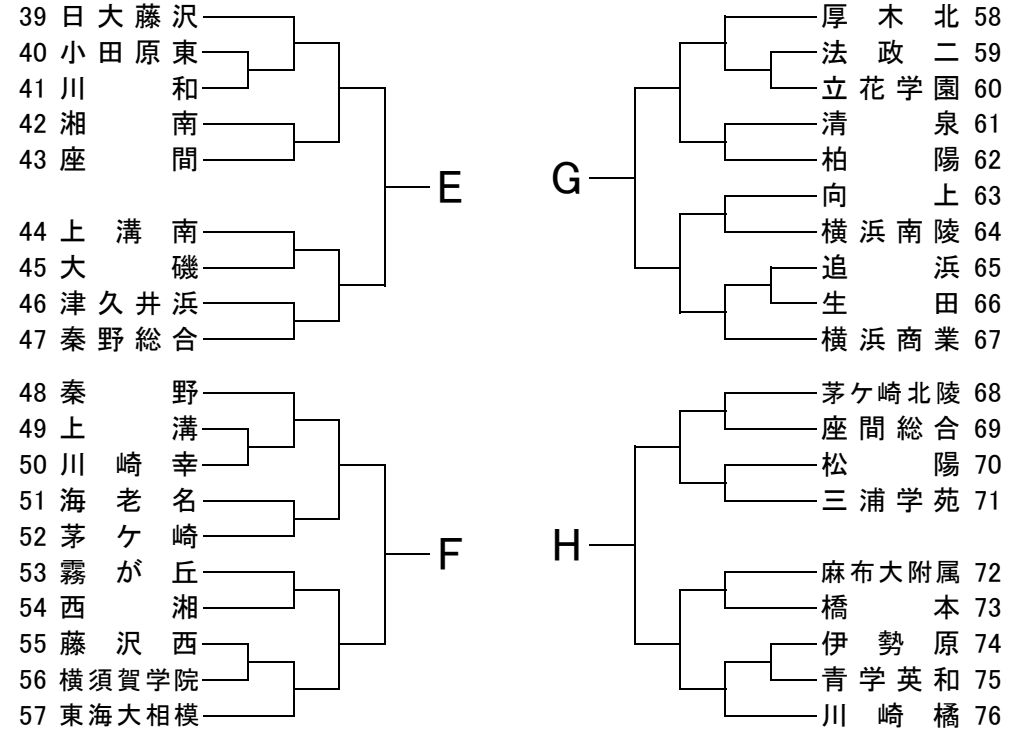 39 日大藤沢
40 小田原東
41 川和
42 湘南
43 座間
E
44 上溝南
45 大磯
46 津久井浜
47 秦野総合
48 秦野
49 上溝
50 川崎幸
51 海老名
52 茅ケ崎
F
53 霧が丘
54 西湘
55 藤沢西
56 横須賀学院
57 東海大相模
厚木北 58
法政二 59
立花学園 60
清泉 61
柏陽 62
G
向上 63
横浜南陵 64
追浜 65
生田 66
横浜商業 67
茅ケ崎北陵 68
座間総合 69
松陽 70
三浦学苑 71
H
麻布大附属 72
橋本 73
伊勢原 74
青学英和 75
川崎橘 76